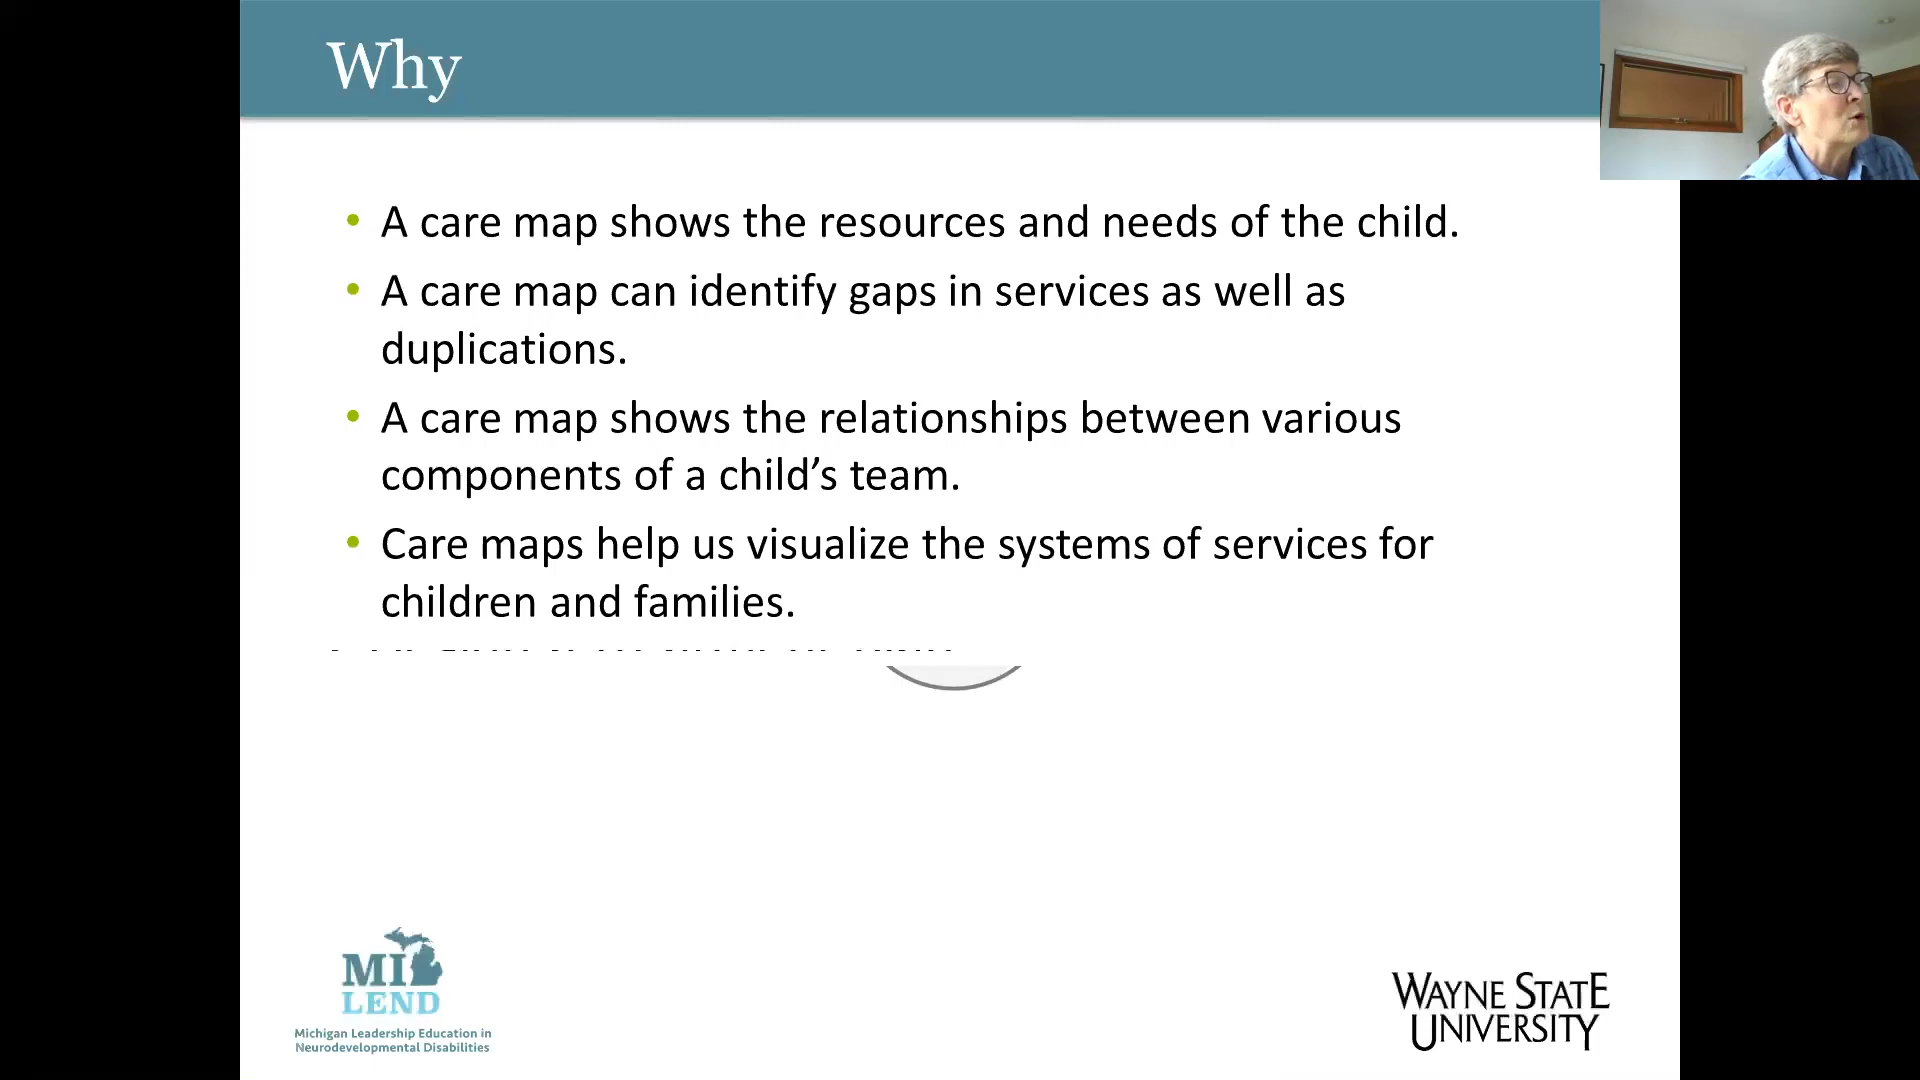 Why
• A care map shows the resources and needs of the child.
• A care map can identify gaps in services as well as
duplications.
• A care map shows the relationships between various
components of a child’s team.
• Care maps help us visualize the systems of services for
children and families.
MI
LEND
Michigan Leadership Education in
Neurodevelopmental Disabilities
WAYNE STATE
UNIVERSITY